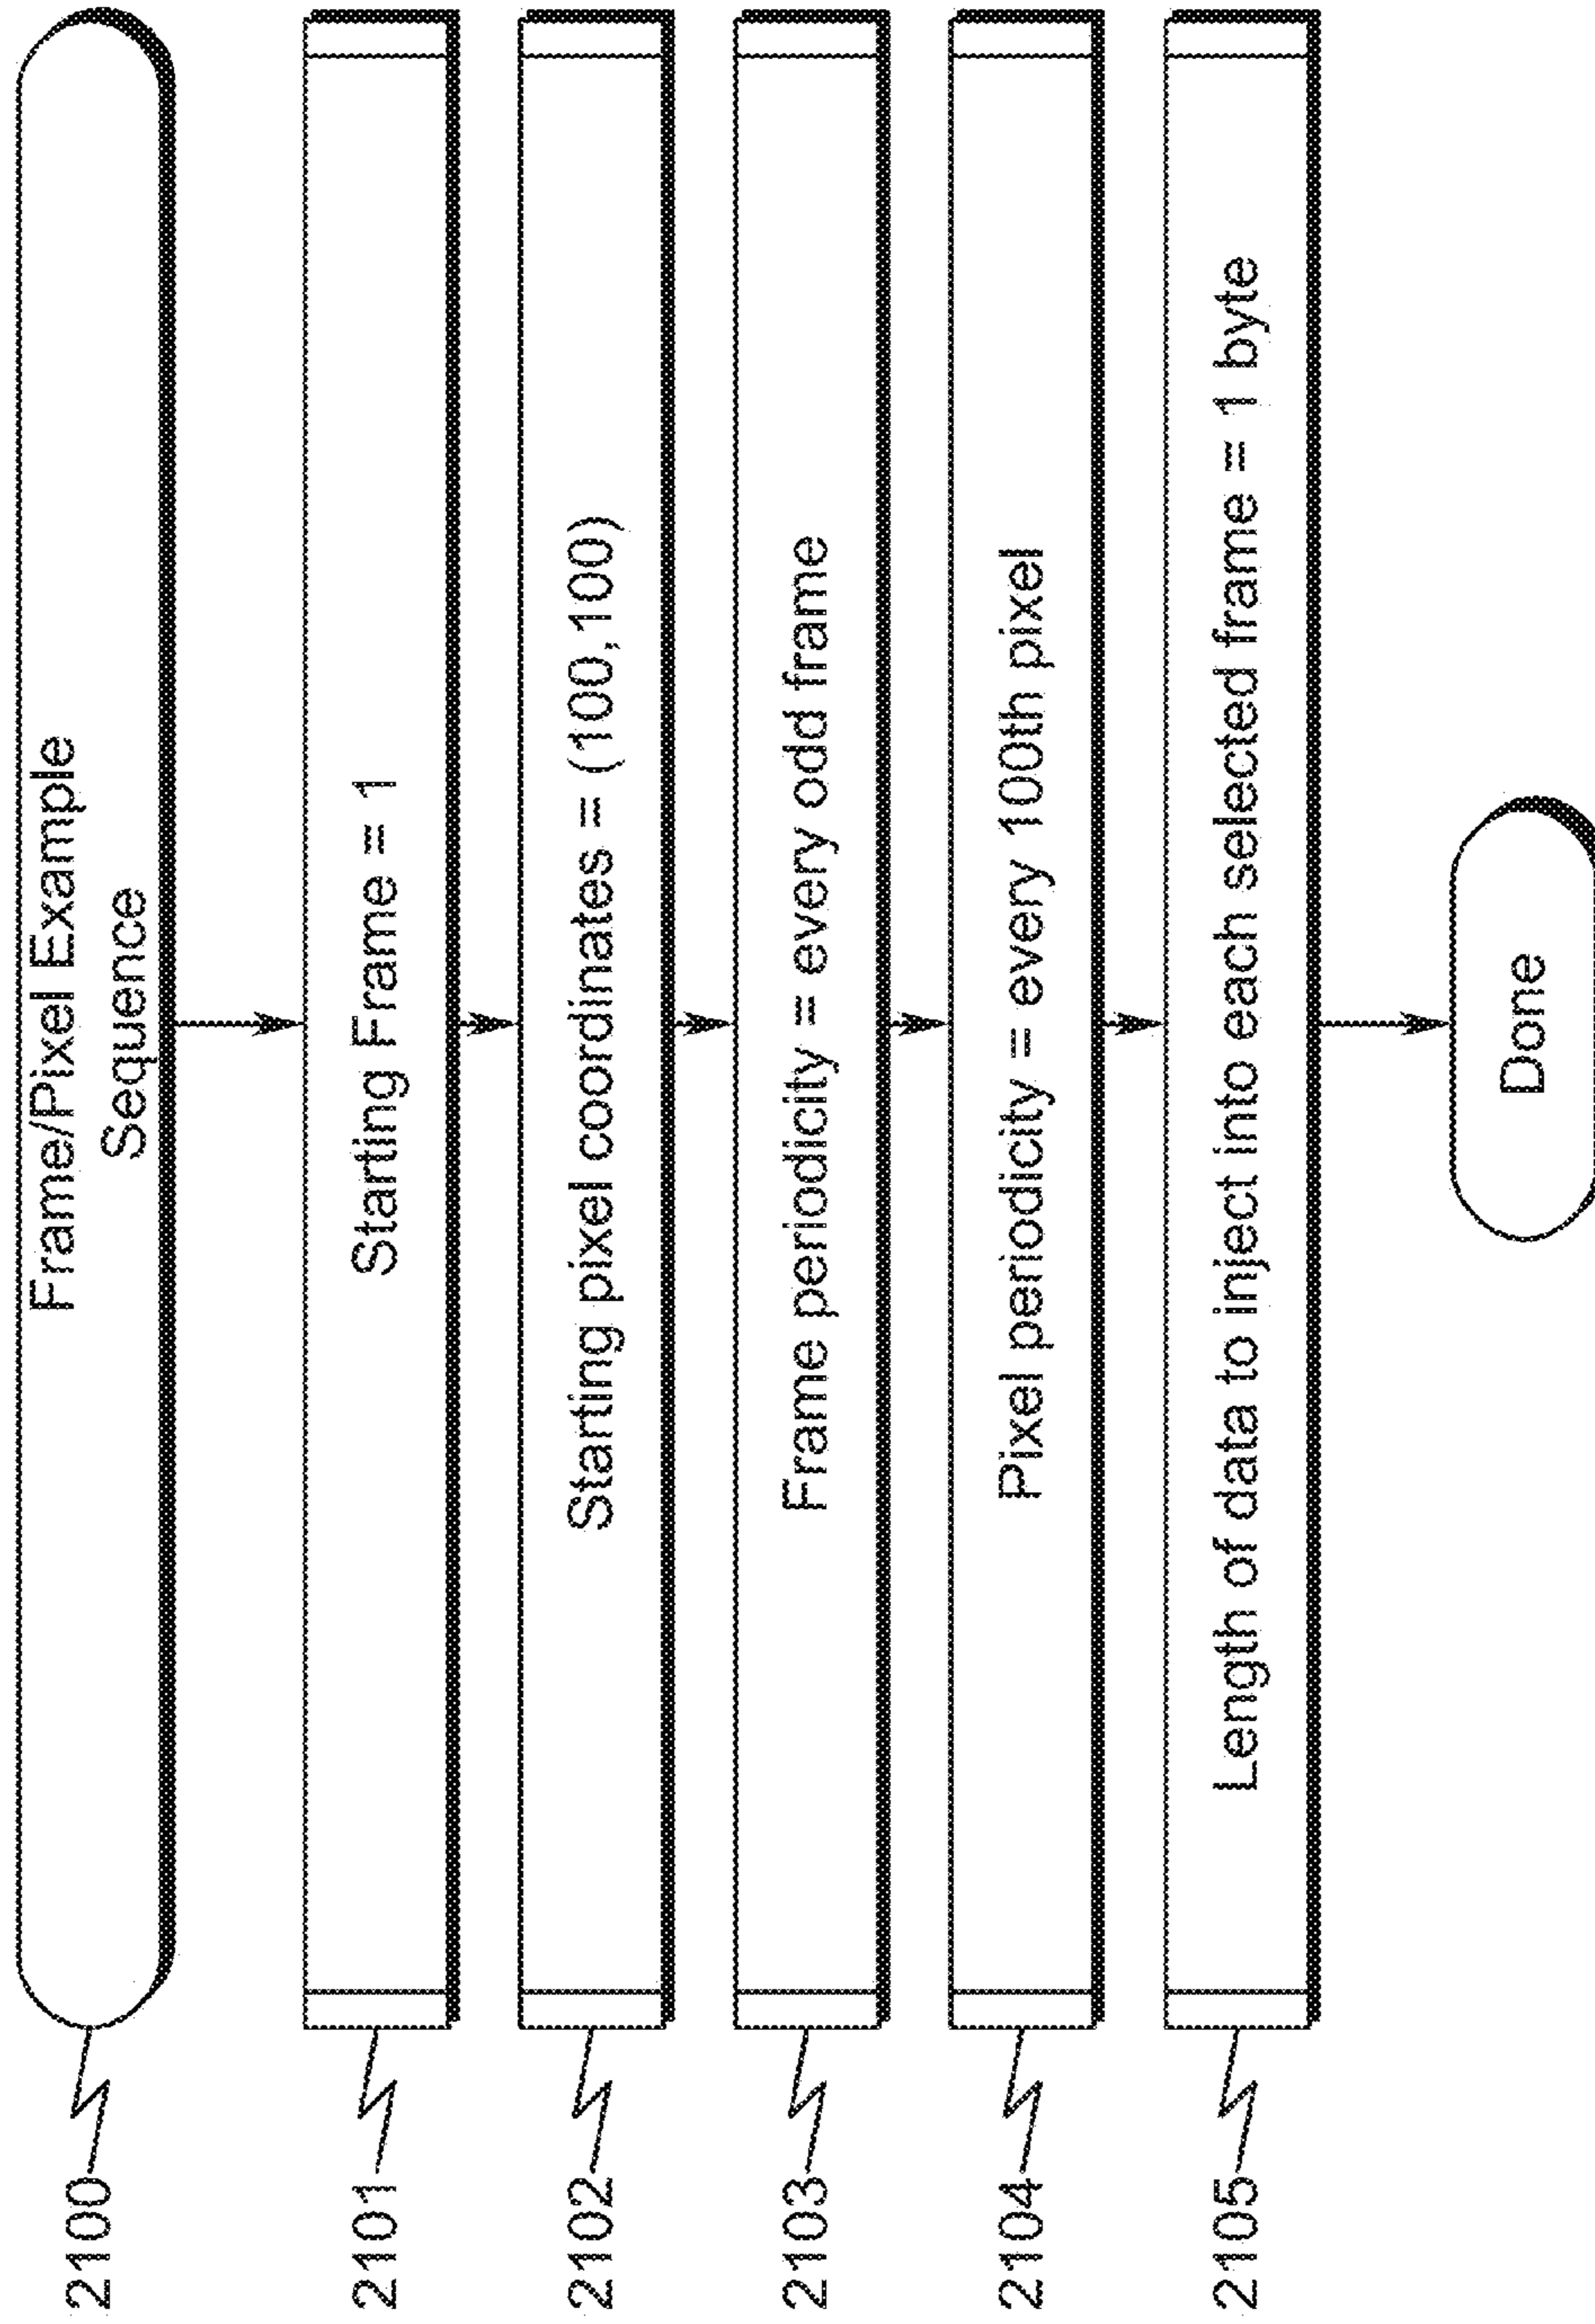 2100
Frame/Pixel Example
Sequence
2101
Starting Frame = 1
2102
Starting pixel coordinates = (100,100)
2103
Frame periodicity = every odd frame
2104
Pixel periodicity = every 100th pixel
2105
Length of data to inject into each selected frame = 1 byte
Done